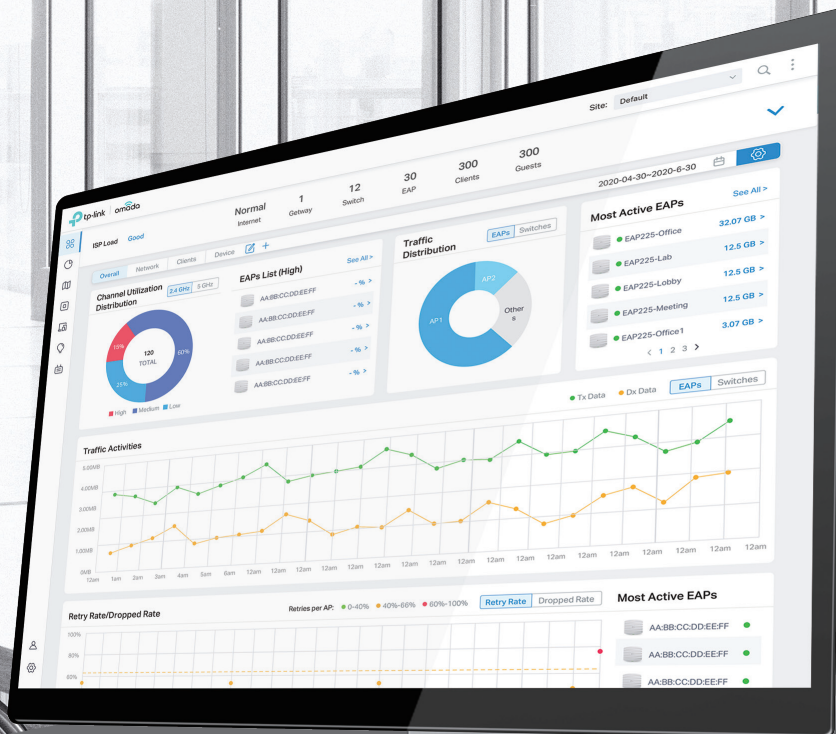 tp-link omada
Site: Default
Normal
Internet
1
Getway
12
Switch
30
EAP
300
Clients
300
Guests
ISP Load Good
2020-04-30~2020-6-30
Overall Network Clients Device
Channel Utilization
Distribution
2.4 GHz 5 GHz
15%
60%
25%
120
TOTAL
High Medium Low
EAPs List (High) See All >
AA:BB:CC:DD:EE:FF - % >
AA:BB:CC:DD:EE:FF - % >
AA:BB:CC:DD:EE:FF - % >
AA:BB:CC:DD:EE:FF - % >
AA:BB:CC:DD:EE:FF - % >
Traffic
Distribution
EAPs Switches
AP2
AP1
Other
s
Most Active EAPs See All >
EAP225-Office 32.07 GB >
EAP225-Lab 12.5 GB >
EAP225-Lobby 12.5 GB >
EAP225-Meeting 12.5 GB >
EAP225-Office1 3.07 GB >
< 1 2 3 >
Traffic Activities
Tx Data Dx Data EAPs Switches
5.00MB
4.00MB
3.00MB
2.00MB
1.00MB
0MB
12am 1am 2am 3am 4am 5am 6am 12am 12am 12am 12am 12am 12am 12am 12am 12am 12am 12am 12am 12am 12am 12am 12am
Retry Rate/Dropped Rate
Retries per AP: 0-40% 40%-66% 60%-100%
Retry Rate Dropped Rate
100%
80%
60%
Most Active EAPs
AA:BB:CC:DD:EE:FF
AA:BB:CC:DD:EE:FF
AA:BB:CC:DD:EE:FF